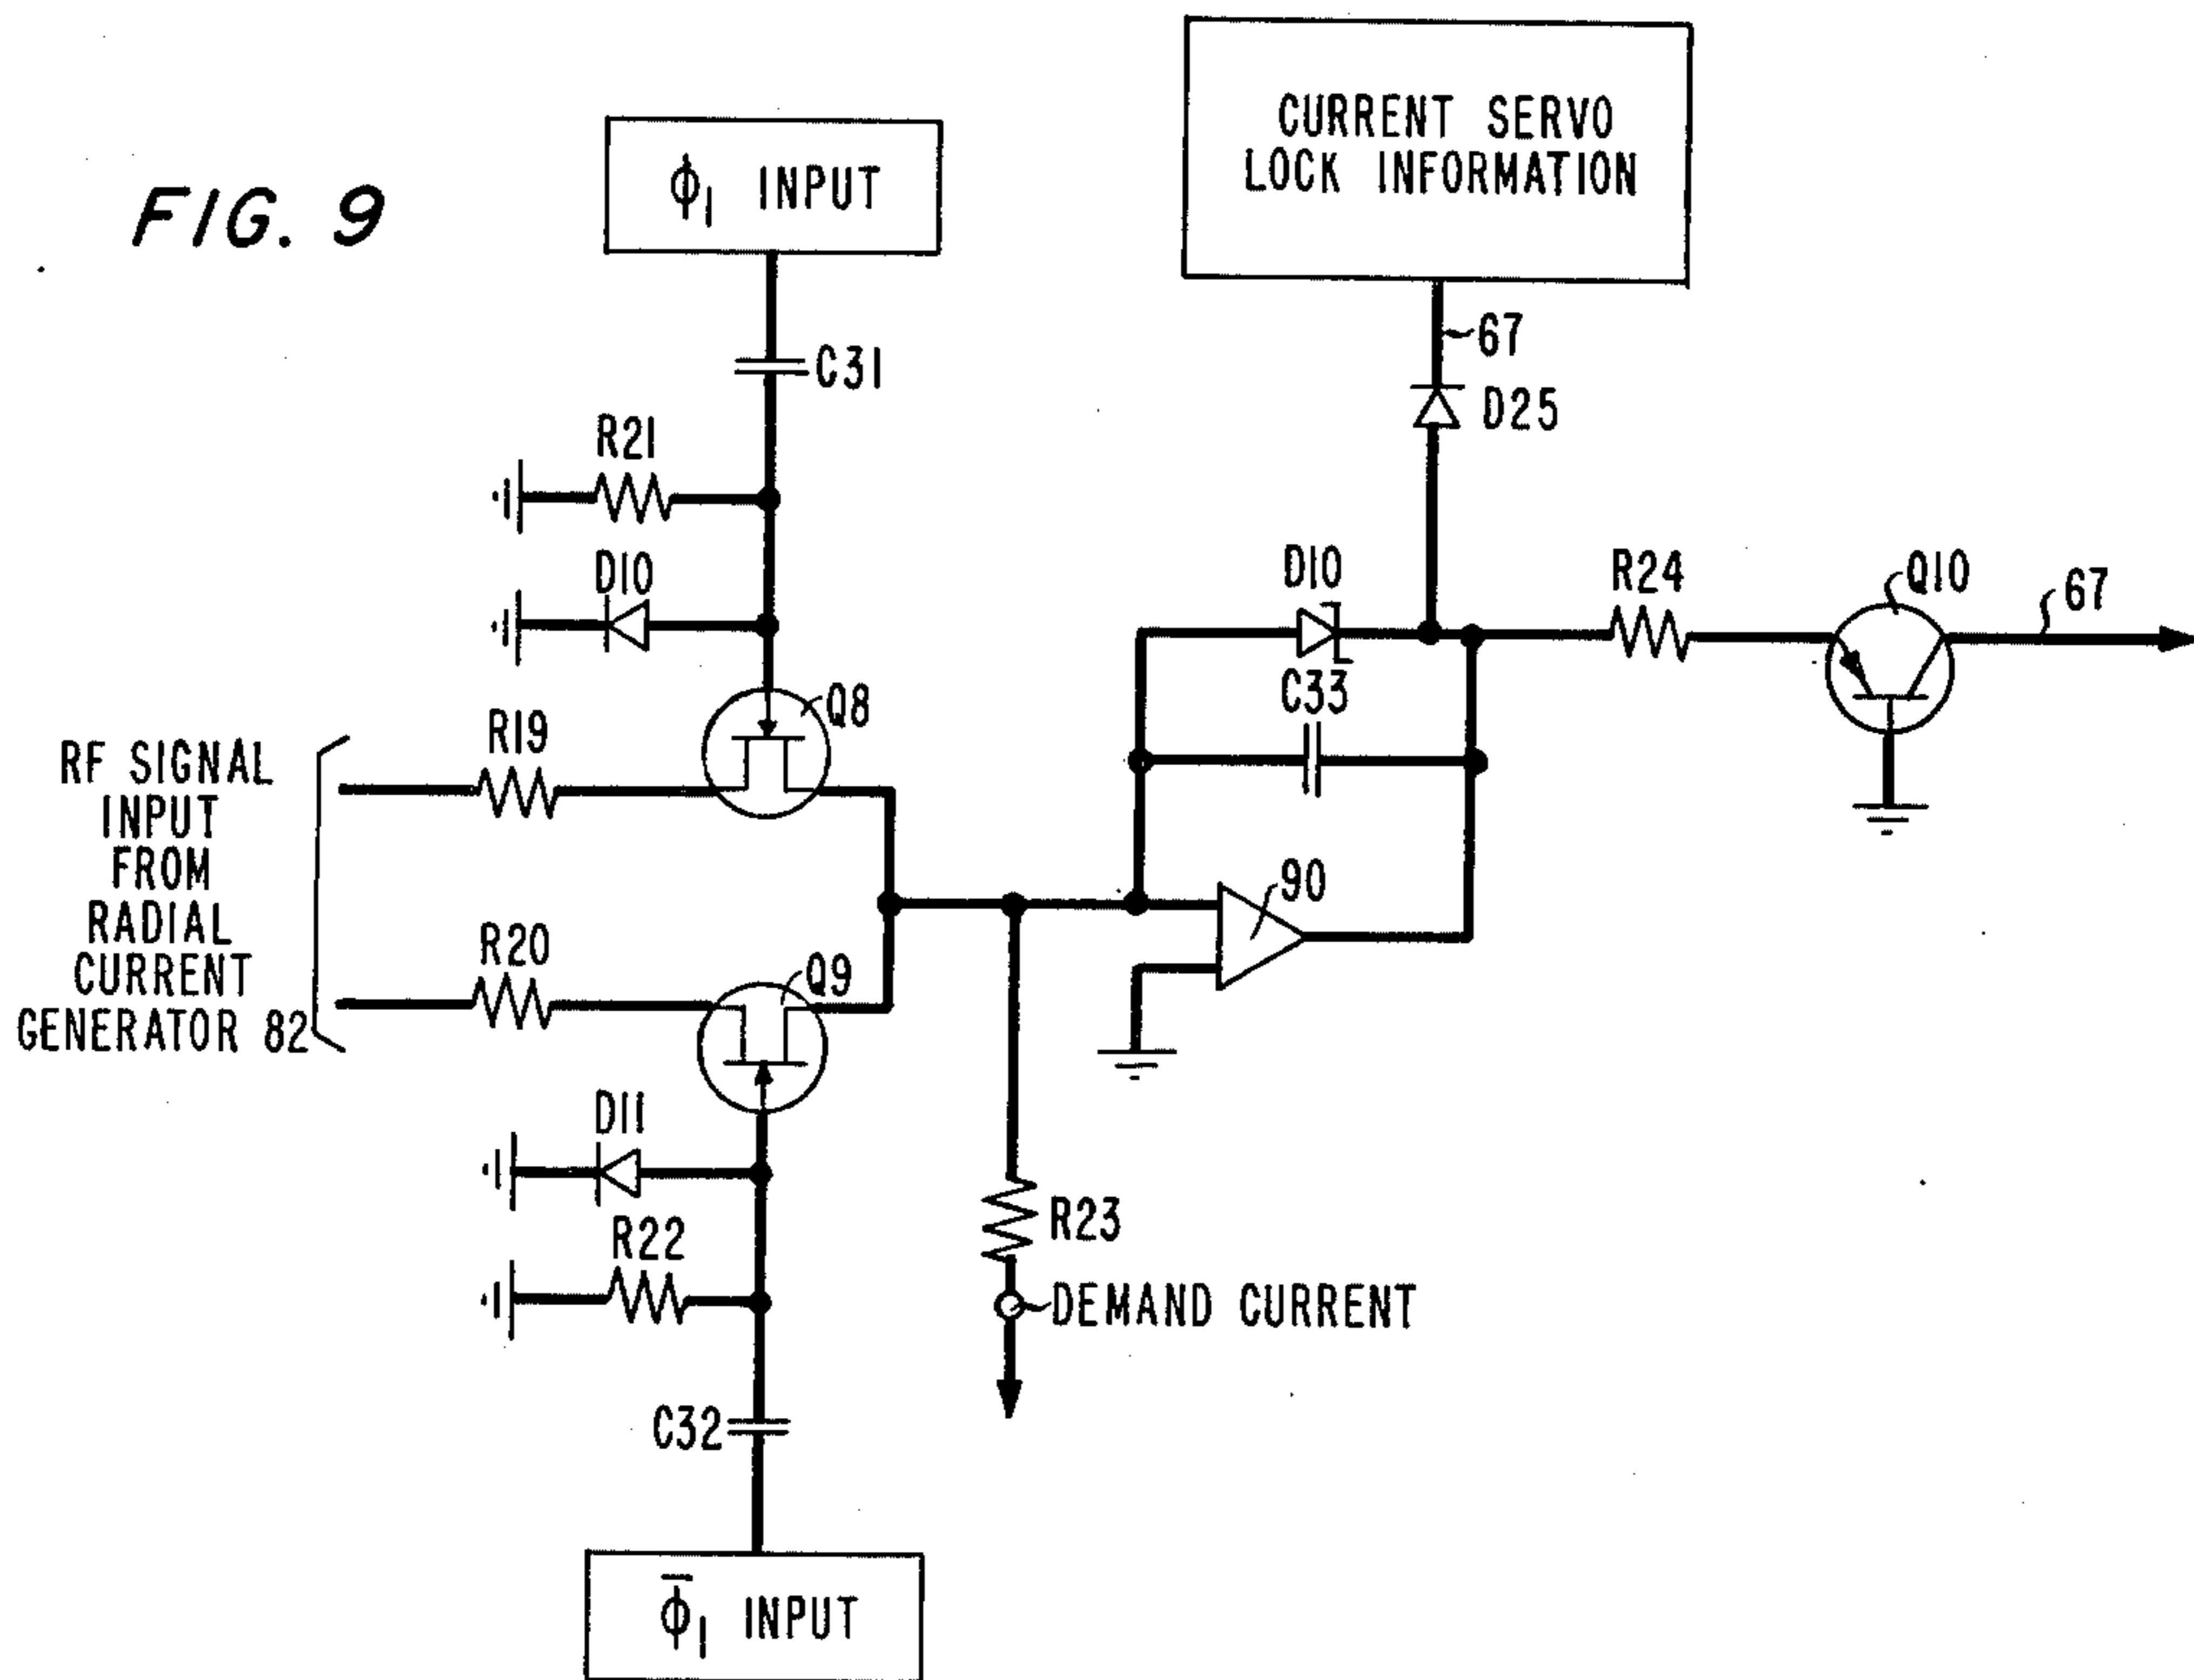 FIG. 9
ϕ1 INPUT
CURRENT SERVO
LOCK INFORMATION
C31
67
D25
R21
D10
D10
R24
Q10
67
C33
Q8
R19
RF SIGNAL
INPUT
FROM
RADIAL
CURRENT
GENERATOR 82
90
R20
Q9
D11
R23
R22
DEMAND CURRENT
C32
ϕ̅1 INPUT